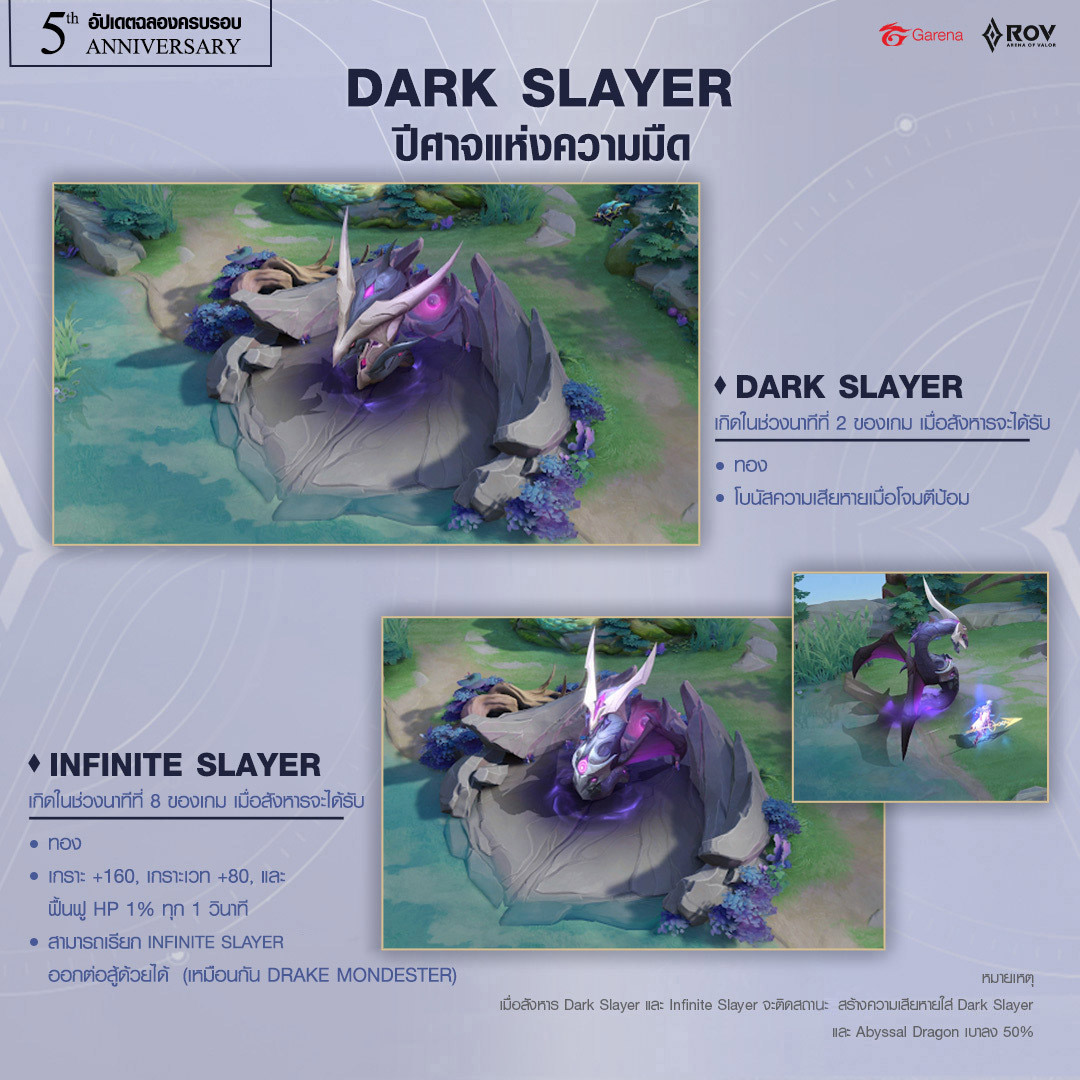 5th อัปเดตฉลองครบรอบ
ANNIVERSARY
Garena
ROV
ARENA OF VALOR
DARK SLAYER
ปีศาจแห่งความมืด
DARK SLAYER
เกิดในช่วงนาทีที่ 2 ของเกม เมื่อสังหารจะได้รับ
ทอง
โบนัสความเสียหายเมื่อโจมตีป้อม
INFINITE SLAYER
เกิดในช่วงนาทีที่ 8 ของเกม เมื่อสังหารจะได้รับ
ทอง
เกราะ +160, เกราะเวท +80, และ
ฟื้นฟู HP 1% ทุก 1 วินาที
สามารถเรียก INFINITE SLAYER
ออกต่อสู้ด้วยได้ (เหมือนกัน DRAKE MONDESTER)
หมายเหตุ
เมื่อสังหาร Dark Slayer และ Infinite Slayer จะติดสถานะ สร้างความเสียหายใส่ Dark Slayer
และ Abyssal Dragon เบาลง 50%